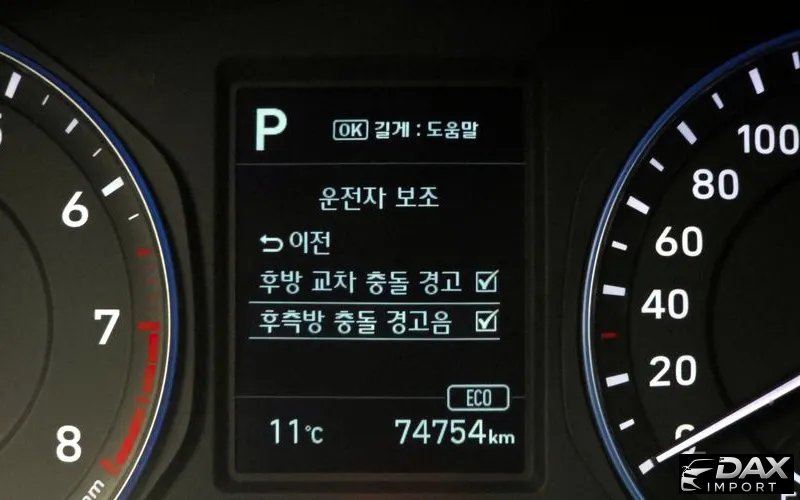 P
OK 길게 : 도움말
운전자 보조
이전
후방 교차 충돌 경고
후측방 충돌 경고음
ECO
11°C 74754km
6
7
8
100
80
60
40
20
0
DAX
IMPORT